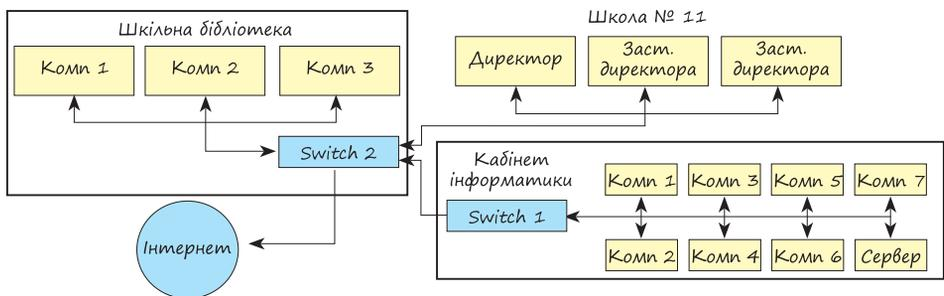 Шкільна бібліотека
Комп 1
Комп 2
Комп 3
Switch 2
Інтернет
Школа № 11
Директор
Заст.
директора
Заст.
директора
Кабінет
інформатики
Switch 1
Комп 1
Комп 3
Комп 5
Комп 7
Комп 2
Комп 4
Комп 6
Сервер